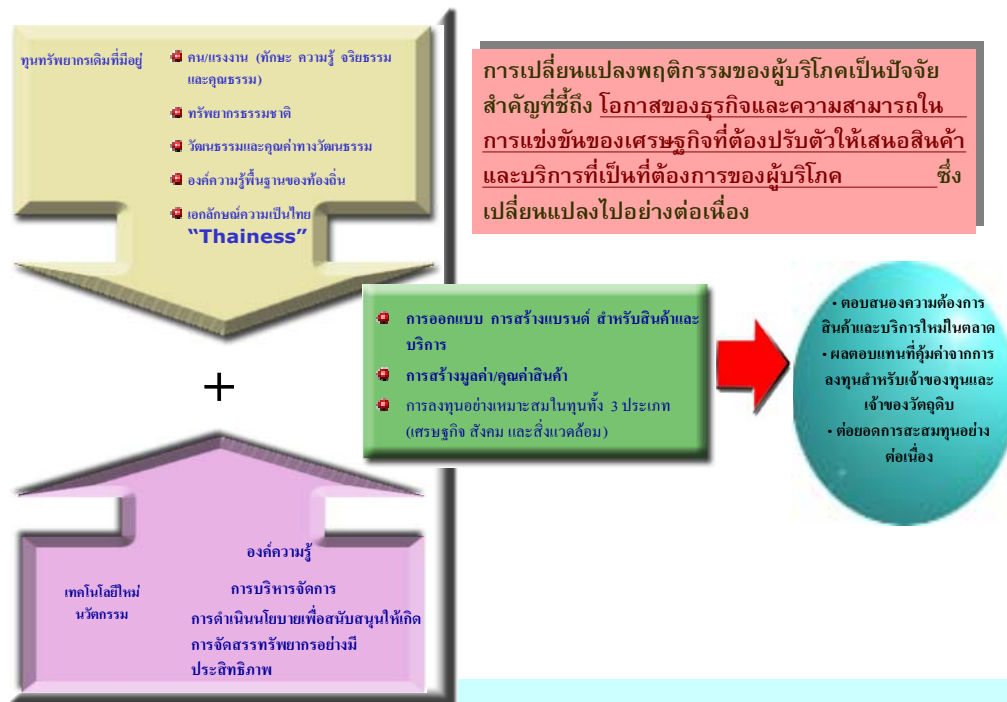 ทุนทรัพยากรเดิมที่มีอยู่
คน/แรงงาน (ทักษะ ความรู้ จริยธรรม
และคุณธรรม)
ทรัพยากรธรรมชาติ
วัฒนธรรมและคุณค่าทางวัฒนธรรม
องค์ความรู้พื้นฐานของท้องถิ่น
เอกลักษณ์ความเป็นไทย
“Thainess”
การเปลี่ยนแปลงพฤติกรรมของผู้บริโภคเป็นปัจจัย
สำคัญที่ชี้ถึง โอกาสของธุรกิจและความสามารถใน
การแข่งขันของเศรษฐกิจที่ต้องปรับตัวให้เสนอสินค้า
และบริการที่เป็นที่ต้องการของผู้บริโภค ซึ่ง
เปลี่ยนแปลงไปอย่างต่อเนื่อง
+
• การออกแบบ การสร้างแบรนด์ สำหรับสินค้าและ
บริการ
การสร้างมูลค่า/คุณค่าสินค้า
การลงทุนอย่างเหมาะสมในทุนทั้ง 3 ประเภท
(เศรษฐกิจ สังคม และสิ่งแวดล้อม)
• ตอบสนองความต้องการ
สินค้าและบริการใหม่ในตลาด
• ผลตอบแทนที่คุ้มค่าจากการ
ลงทุนสำหรับเจ้าของทุนและ
เจ้าของวัตถุดิบ
• ต่อยอดการสะสมทุนอย่าง
ต่อเนื่อง
เทคโนโลยีใหม่
นวัตกรรม
องค์ความรู้
การบริหารจัดการ
การดำเนินนโยบายเพื่อสนับสนุนให้เกิด
การจัดสรรทรัพยากรอย่างมี
ประสิทธิภาพ